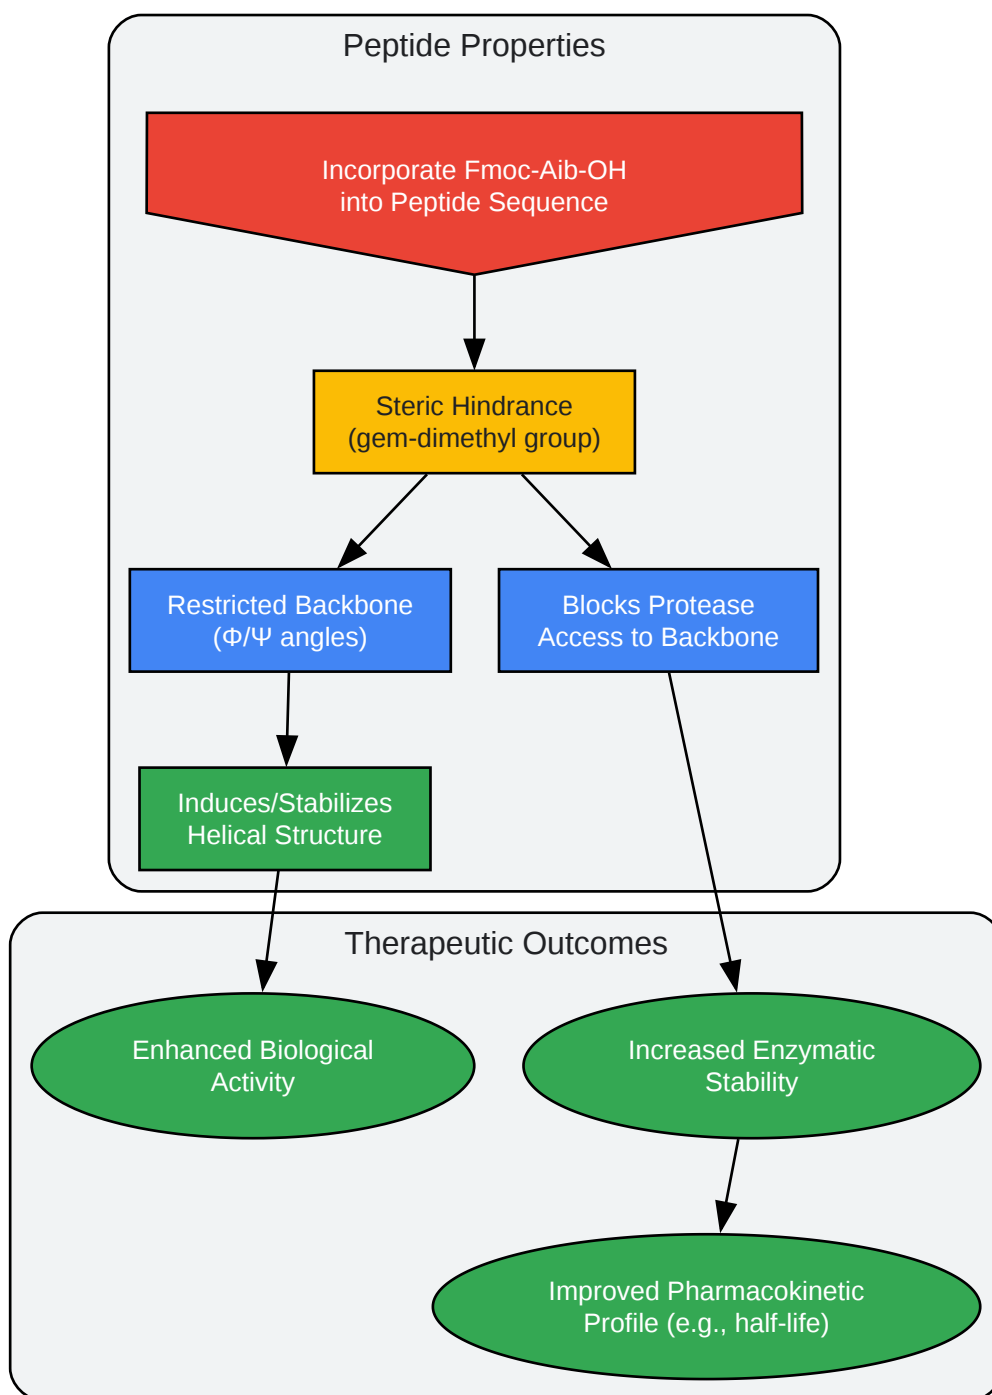 Peptide Properties
Incorporate Fmoc-Aib-OH
into Peptide Sequence
Steric Hindrance
(gem-dimethyl group)
Restricted Backbone
(Φ/Ψ angles)
Blocks Protease
Access to Backbone
Induces/Stabilizes
Helical Structure
Therapeutic Outcomes
Enhanced Biological
Activity
Increased Enzymatic
Stability
Improved Pharmacokinetic
Profile (e.g., half-life)